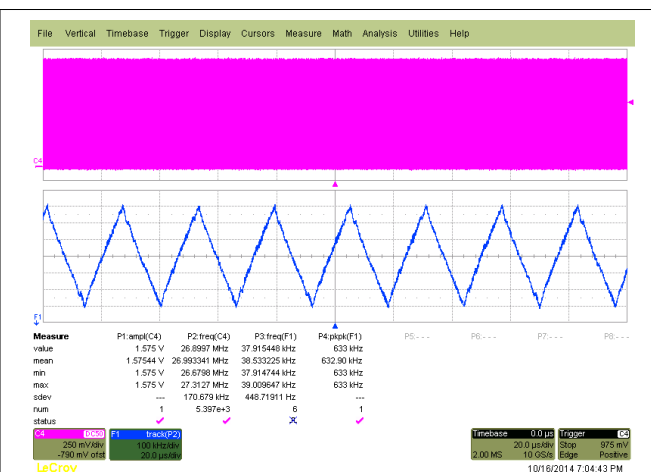 File Vertical Timebase Trigger Display Cursors Measure Math Analysis Utilities Help
C4
F1
Measure P1:ampl(C4) P2:freq(C4) P3:freq(F1) P4:pkpk(F1) P5:- - - P6:- - - P7:- - - P8:- - -
value 1.575 V 26.8997 MHz 37.915448 kHz 633 kHz
mean 1.57544 V 26.993341 MHz 38.533225 kHz 632.90 kHz
min 1.575 V 26.6798 MHz 37.914744 kHz 633 kHz
max 1.575 V 27.3127 MHz 39.009647 kHz 633 kHz
sdev --- 170.679 kHz 448.71911 Hz ---
num 1 5.397e+3 6 1
status
C4 DC50 F1 track(P2) Timebase 0.0 µs Trigger C4
250 mV/div 100 kHz/div 20.0 µs/div Stop 975 mV
-790 mV ofst 20.0 µs/div 2.00 MS 10 GS/s Edge Positive
LeCroy 10/16/2014 7:04:43 PM